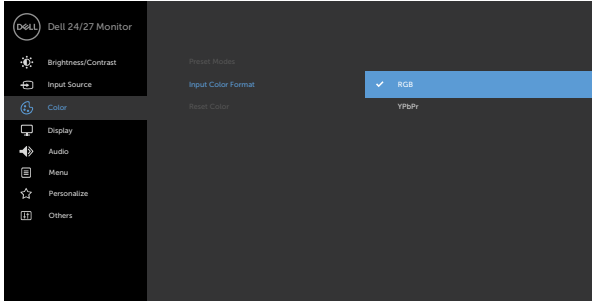 DELL Dell 24/27 Monitor
Brightness/Contrast Preset Modes
Input Source Input Color Format RGB
Color Reset Color YPbPr
Display
Audio
Menu
Personalize
Others